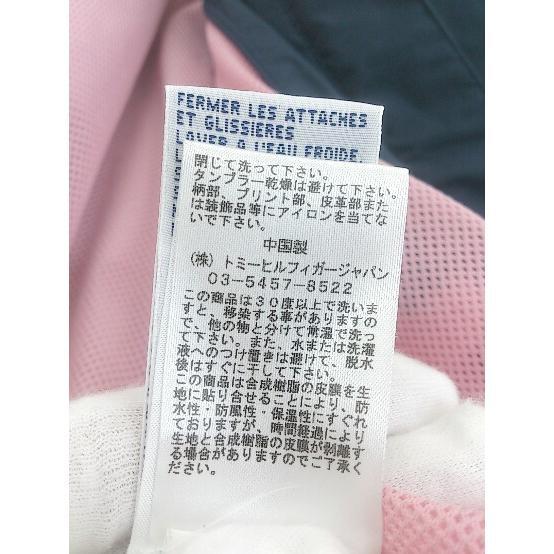 FERMER LES ATTACHES
ET GLISSIÈRES
LAVER A L'EAU FROIDE,
閉じて洗って下さい。
タンブラー乾燥は避けて下さい。
柄部、プリント部、皮革部また
は装飾品等にアイロンを当てな
いで下さい。
中国製
(株) トミーヒルフィガージャパン
03-5457-8522
この商品は30度以上で洗いま
すと、移染する事がありますの
で、他の物と分けて常温で洗っ
て下さい。また、水または洗濯
液へのつけ置きは避けて、脱水
後はすぐに干して下さい。
この商品は合成樹脂の皮膜を生
地に貼り合せることにより、防
水性・防風性・保温性にすぐれ
ておりますが、時間経過により
生地と合成樹脂の皮膜が剥離す
る場合がありますのでご了承く
ださい。